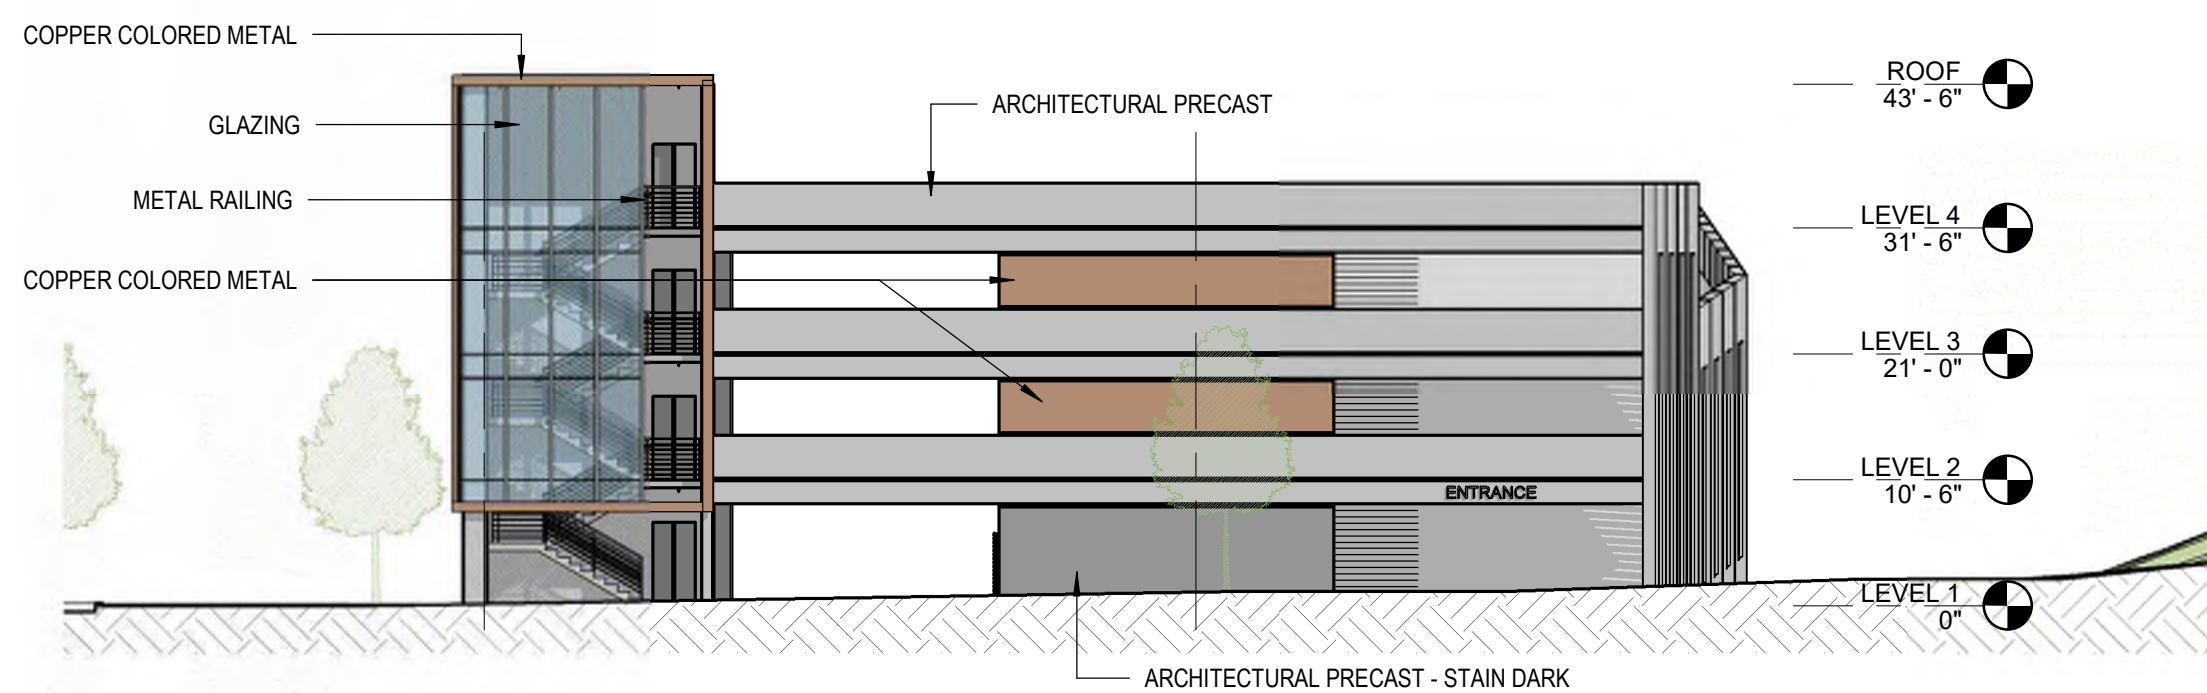 COPPER COLORED METAL
GLAZING
METAL RAILING
COPPER COLORED METAL
ARCHITECTURAL PRECAST
ENTRANCE
ARCHITECTURAL PRECAST - STAIN DARK
ROOF
43' - 6"
LEVEL 4
31' - 6"
LEVEL 3
21' - 0"
LEVEL 2
10' - 6"
LEVEL 1
0"